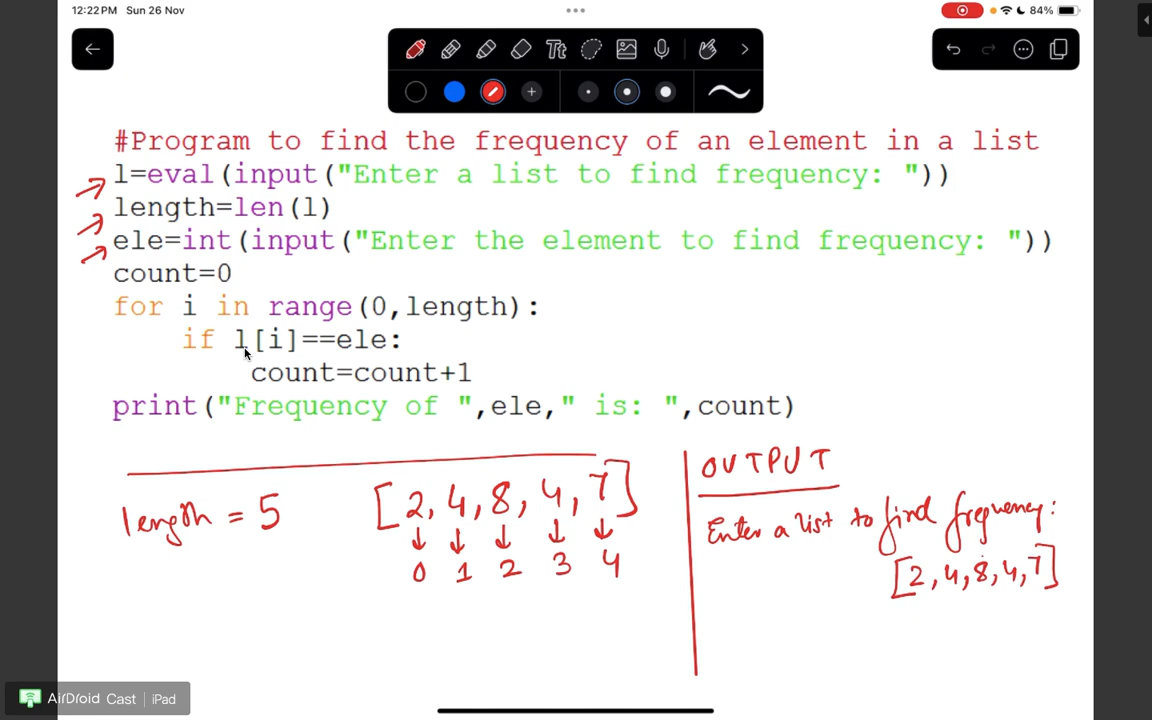 12:22 PM Sun 26 Nov
84%
Tt
#Program to find the frequency of an element in a list
l=eval(input("Enter a list to find frequency: "))
length=len(l)
ele=int(input("Enter the element to find frequency: "))
count=0
for i in range(0,length):
if l[i]==ele:
count=count+1
print("Frequency of ",ele," is: ",count)
length = 5
[2, 4, 8, 4, 7]
0 1 2 3 4
OUTPUT
Enter a list to find frequency:
[2, 4, 8, 4, 7]
AirDroid Cast | iPad